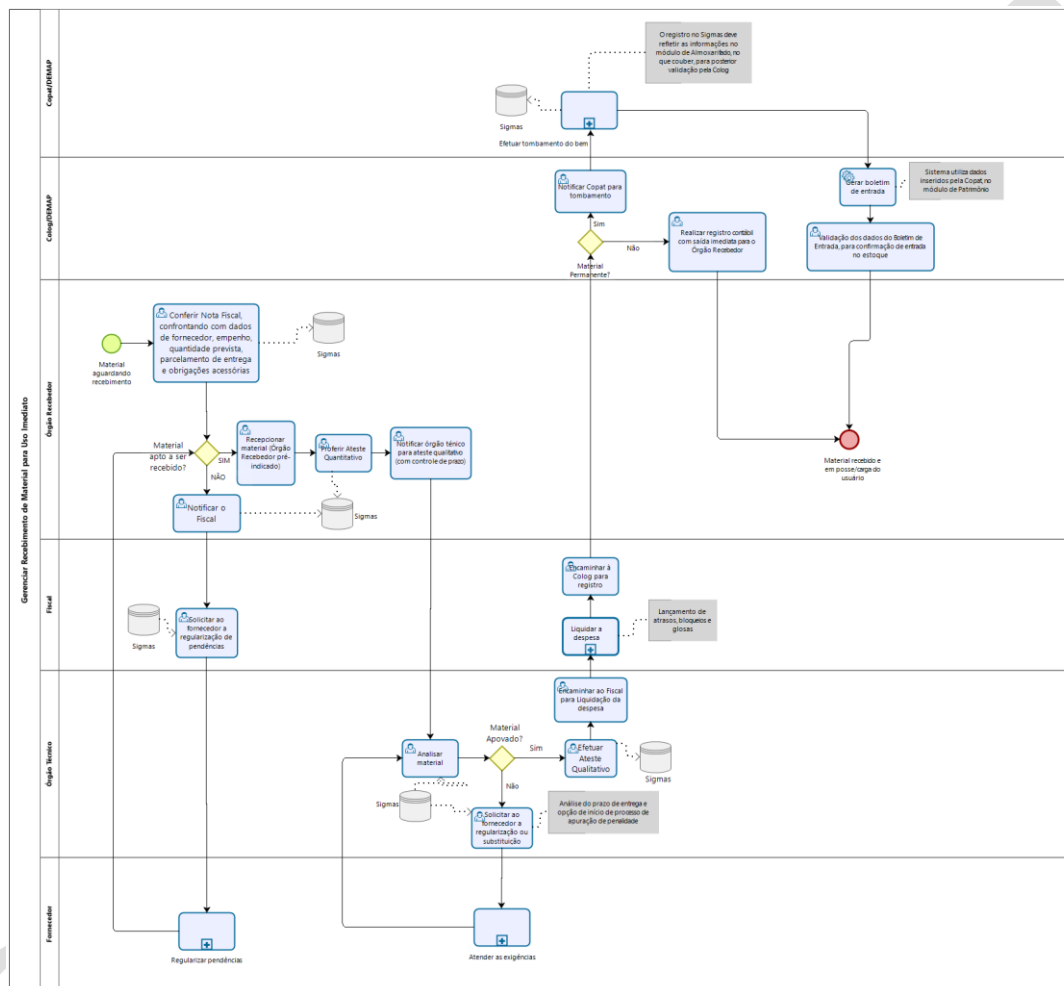 Gerenciar Recebimento de Material para Uso Imediato
Copat/DEMAP
O registro no Sigmas deve
refletir as informações no
módulo de Almoxarifado, no
que couber, para posterior
validação pela Colog
Sigmas
Efetuar tombamento do bem
Colog/DEMAP
Notificar Copat para
tombamento
Sim
Material
Permanente?
Não
Realizar registro contábil
com saída imediata para o
Órgão Recebedor
Gerar boletim
de entrada
Sistema utiliza dados
inseridos pela Copat, no
módulo de Patrimônio
Validação dos dados do Boletim de
Entrada, para confirmação de entrada
no estoque
Órgão Recebedor
Material
aguardando
recebimento
Conferir Nota Fiscal,
confrontando com dados
de fornecedor, empenho,
quantidade prevista,
parcelamento de entrega
e obrigações acessórias
Sigmas
Material
apto a ser
recebido?
SIM
NÃO
Recepcionar
material (Órgão
Recebedor pré-
indicado)
Proferir Ateste
Quantitativo
Notificar órgão ténico
para ateste qualitativo
(com controle de prazo)
Sigmas
Notificar o
Fiscal
Material recebido e
em posse/carga do
usuário
Fiscal
Sigmas
Solicitar ao
fornecedor a
regularização de
pendências
Encaminhar à
Colog para
registro
Liquidar a
despesa
Lançamento de
atrasos, bloqueios e
glosas
Órgão Técnico
Encaminhar ao Fiscal
para Liquidação da
despesa
Analisar
material
Material
Apovado?
Sim
Não
Efetuar
Ateste
Qualitativo
Sigmas
Sigmas
Solicitar ao
fornecedor a
regularização ou
substituição
Análise do prazo de entrega e
opção de início de processo de
apuração de penalidade
Fornecedor
Regularizar pendências
Atender as exigências